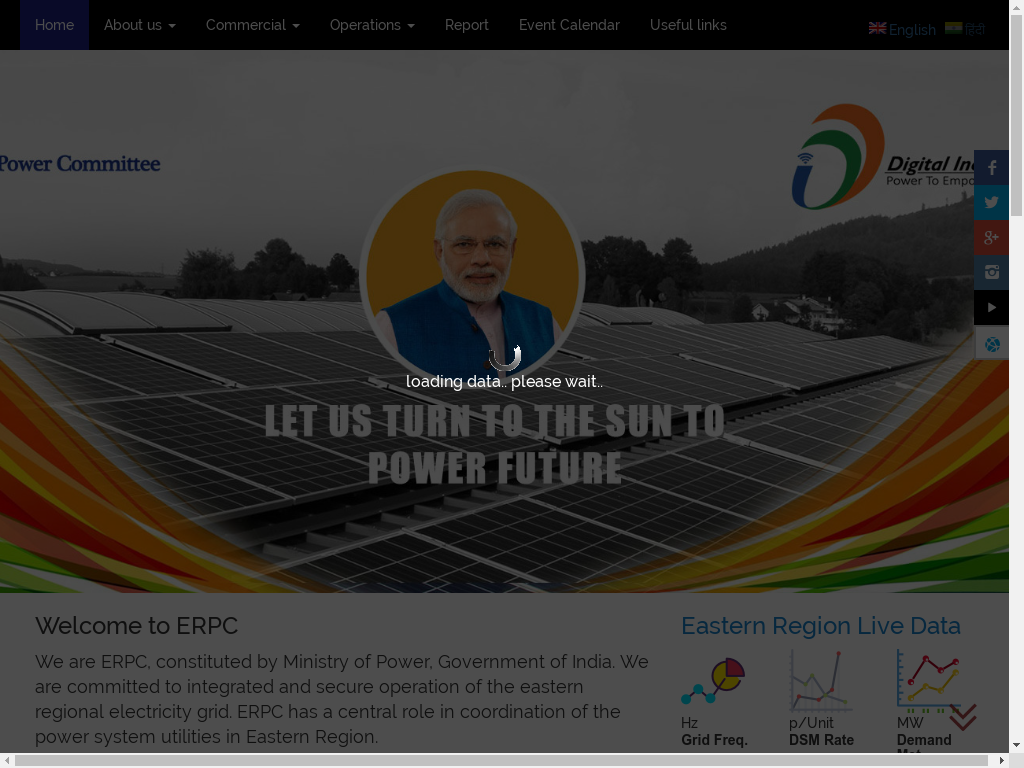 Home About us Commercial Operations Report Event Calendar Useful links English हिंदी
Power Committee
Power To Empo
loading data.. please wait..
LET US TURN TO THE SUN TO
POWER FUTURE
Welcome to ERPC
We are ERPC, constituted by Ministry of Power, Government of India. We
are committed to integrated and secure operation of the eastern
regional electricity grid. ERPC has a central role in coordination of the
power system utilities in Eastern Region.
Eastern Region Live Data
Hz
Grid Freq.
p/Unit
DSM Rate
MW
Demand